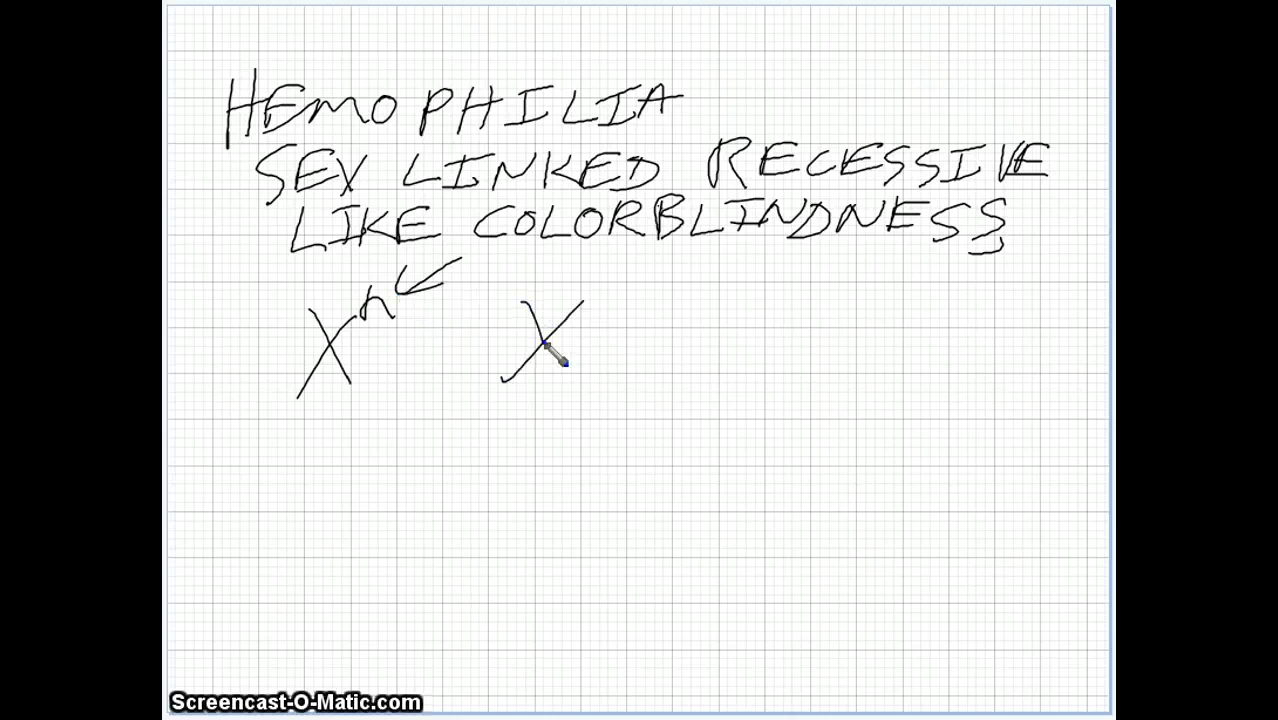 HEMOPHILIA
SEX LINKED RECESSIVE
LIKE COLORBLINDNESS
X^h X
Screencast-O-Matic.com